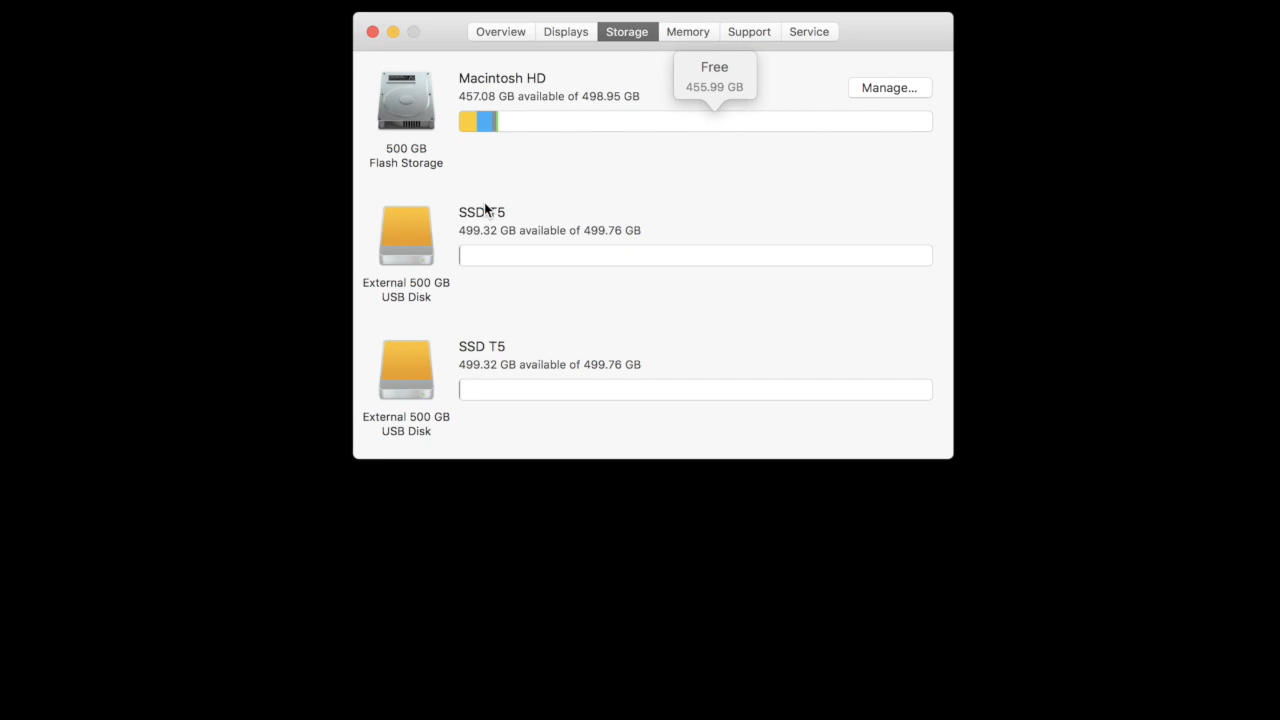 Overview Displays Storage Memory Support Service
Free
455.99 GB
Macintosh HD
457.08 GB available of 498.95 GB
Manage...
500 GB
Flash Storage
SSD T5
499.32 GB available of 499.76 GB
External 500 GB
USB Disk
SSD T5
499.32 GB available of 499.76 GB
External 500 GB
USB Disk